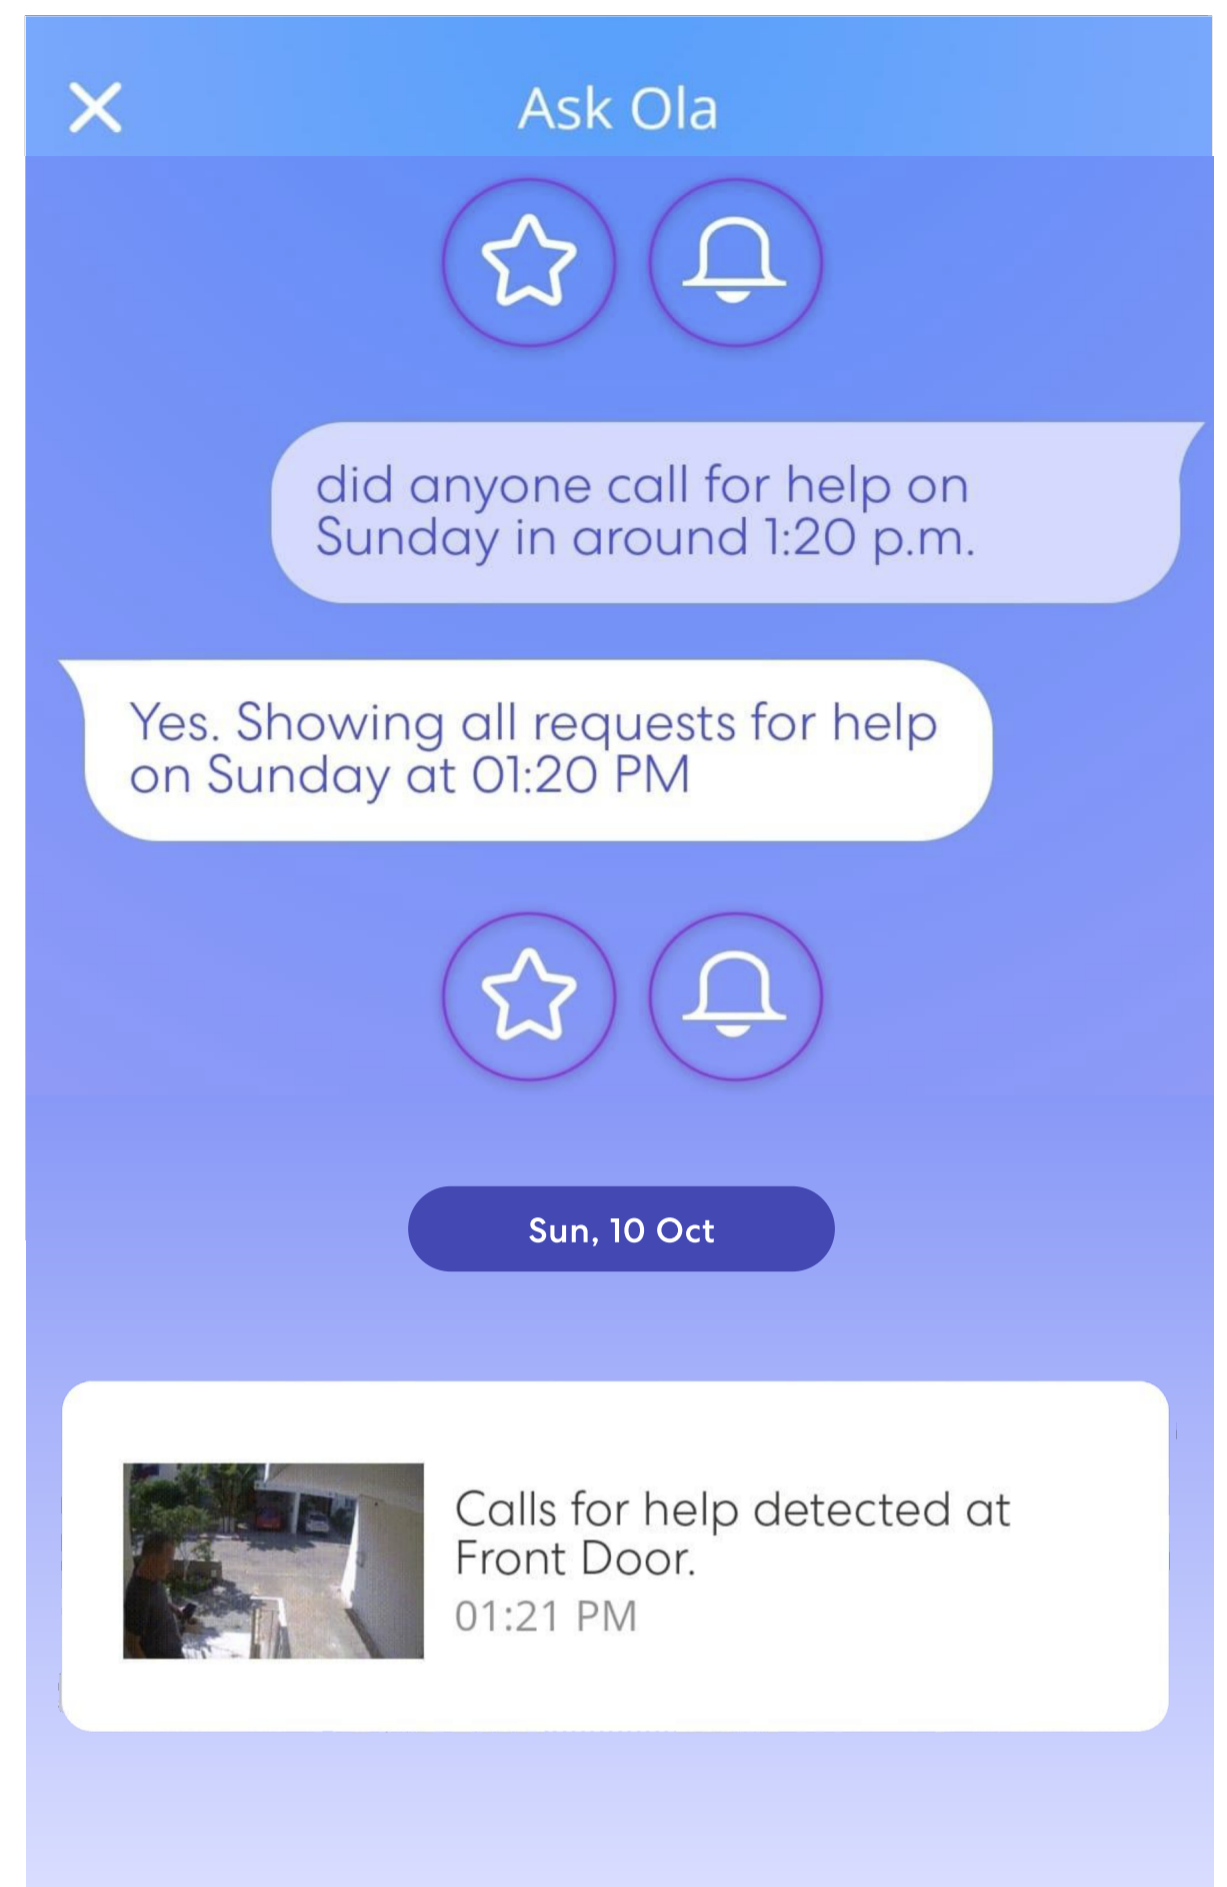 Ask Ola
did anyone call for help on
Sunday in around 1:20 p.m.
Yes. Showing all requests for help
on Sunday at 01:20 PM
Sun, 10 Oct
Calls for help detected at
Front Door.
01:21 PM